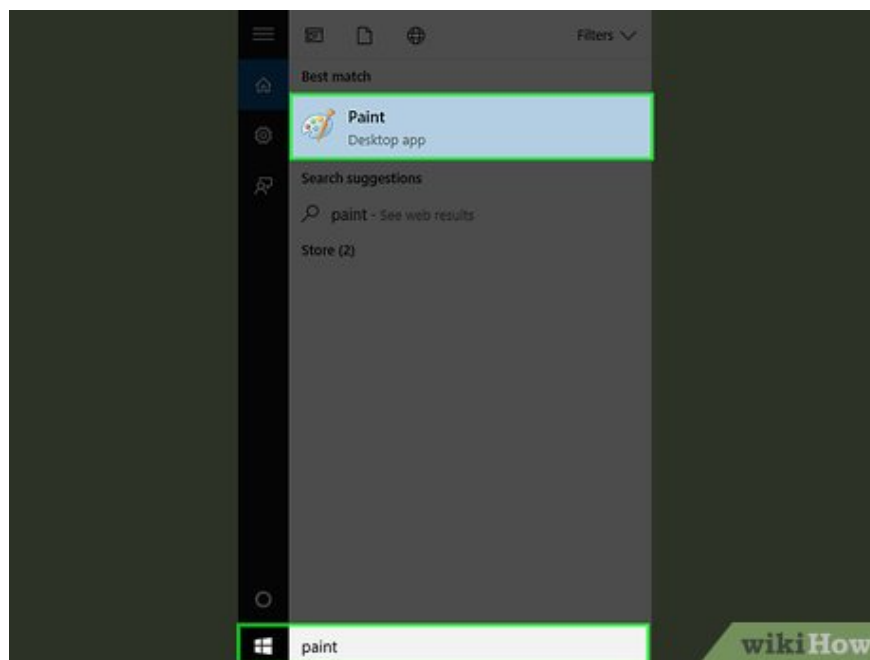 Filters
Best match
Paint
Desktop app
Search suggestions
paint - See web results
Store (2)
paint
wikiHow